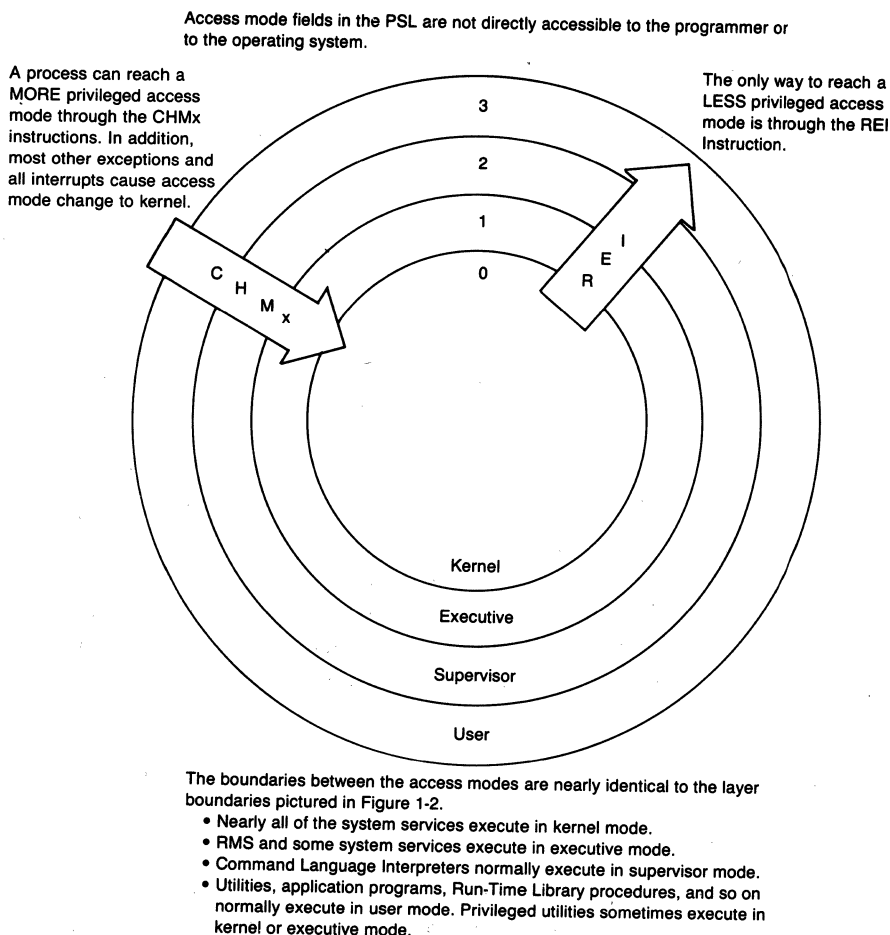 Access mode fields in the PSL are not directly accessible to the programmer or
to the operating system.
A process can reach a
MORE privileged access
mode through the CHMx
instructions. In addition,
most other exceptions and
all interrupts cause access
mode change to kernel.
The only way to reach a
LESS privileged access
mode is through the REI
Instruction.
3
2
1
0
C H M x
R E I
Kernel
Executive
Supervisor
User
The boundaries between the access modes are nearly identical to the layer
boundaries pictured in Figure 1-2.
• Nearly all of the system services execute in kernel mode.
• RMS and some system services execute in executive mode.
• Command Language Interpreters normally execute in supervisor mode.
• Utilities, application programs, Run-Time Library procedures, and so on
normally execute in user mode. Privileged utilities sometimes execute in
kernel or executive mode.